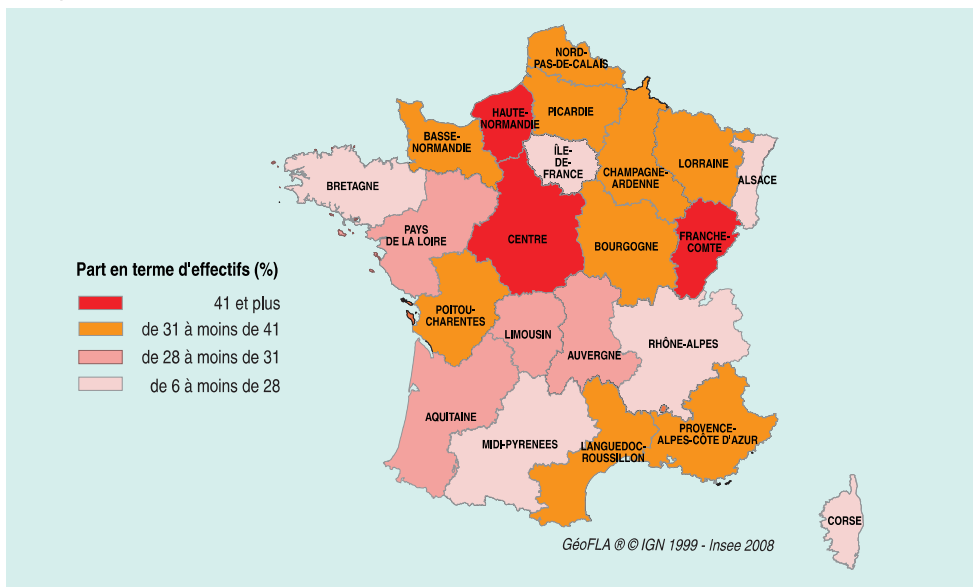 NORD-
PAS-DE-CALAIS
HAUTE-
NORMANDIE
PICARDIE
BASSE-
NORMANDIE
ÎLE-
DE-
FRANCE
CHAMPAGNE-
ARDENNE
LORRAINE
ALSACE
BRETAGNE
PAYS
DE LA LOIRE
CENTRE
BOURGOGNE
FRANCHE-
COMTE
Part en terme d'effectifs (%)
41 et plus
de 31 à moins de 41
de 28 à moins de 31
de 6 à moins de 28
POITOU-
CHARENTES
LIMOUSIN
AUVERGNE
RHÔNE-ALPES
AQUITAINE
MIDI-PYRENEES
LANGUEDOC-
ROUSSILLON
PROVENCE-
ALPES-CÔTE D'AZUR
CORSE
GéoFLA ® © IGN 1999 - Insee 2008